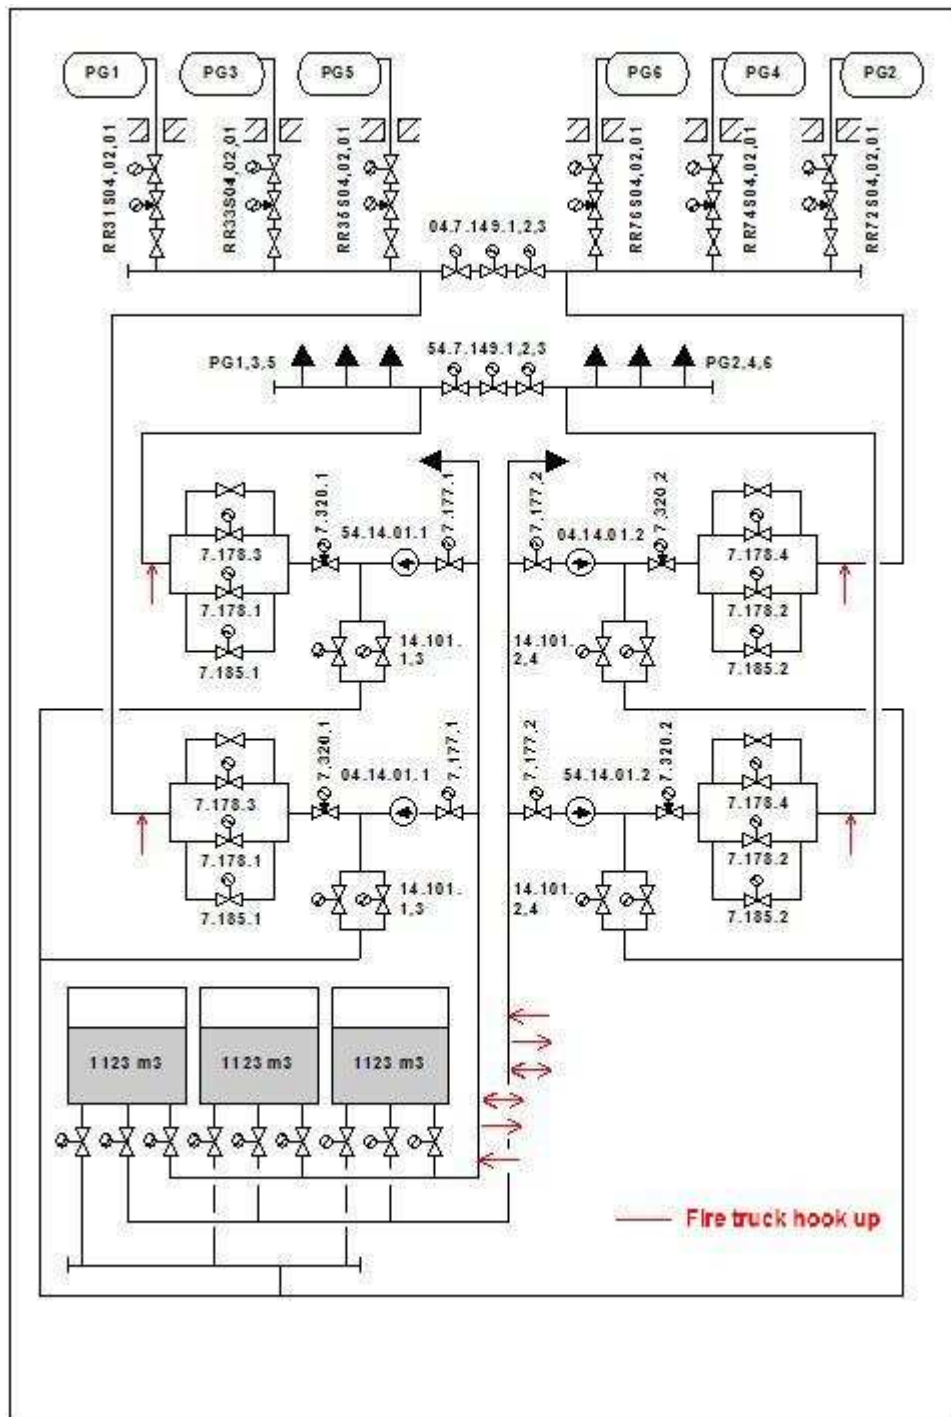 PG1
PG3
PG5
PG6
PG4
PG2
RR31S04,02,01
RR33S04,02,01
RR35S04,02,01
RR76S04,02,01
RR74S04,02,01
RR72S04,02,01
04.7.149.1,2,3
PG1,3,5
54.7.149.1,2,3
PG2,4,6
7.320.1
7.177.1
7.177.2
7.320.2
54.14.01.1
04.14.01.2
7.178.3
7.178.4
7.178.1
7.178.2
14.101.
1,3
14.101.
2,4
7.185.1
7.185.2
7.320.1
7.177.1
7.177.2
7.320.2
04.14.01.1
54.14.01.2
7.178.3
7.178.4
7.178.1
7.178.2
14.101.
1,3
14.101.
2,4
7.185.1
7.185.2
1123 m3
1123 m3
1123 m3
Fire truck hook up